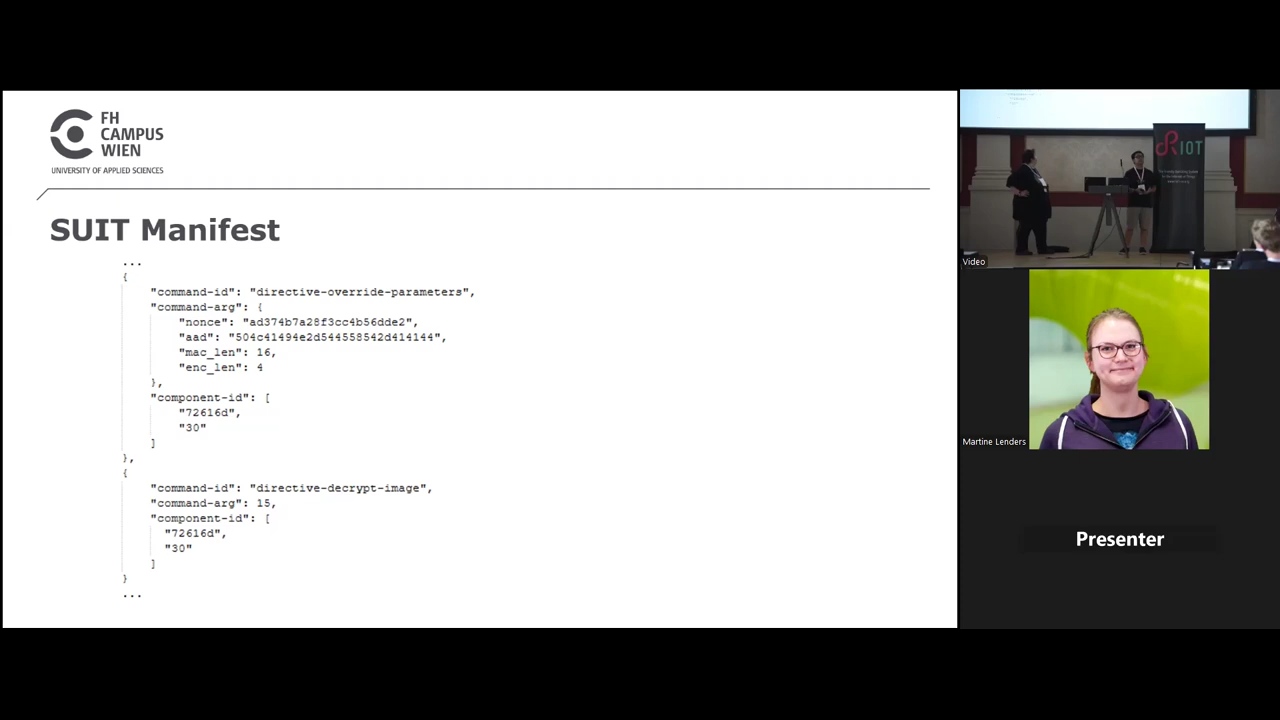 FH
CAMPUS
WIEN
UNIVERSITY OF APPLIED SCIENCES
SUIT Manifest
...
{
"command-id": "directive-override-parameters",
"command-arg": {
"nonce": "ad374b7a28f3cc4b56dde2",
"aad": "504c41494e2d544558542d414144",
"mac_len": 16,
"enc_len": 4
},
"component-id": [
"72616d",
"30"
]
},
{
"command-id": "directive-decrypt-image",
"command-arg": 15,
"component-id": [
"72616d",
"30"
]
}
...
RIOT
Video
Martine Lenders
Presenter